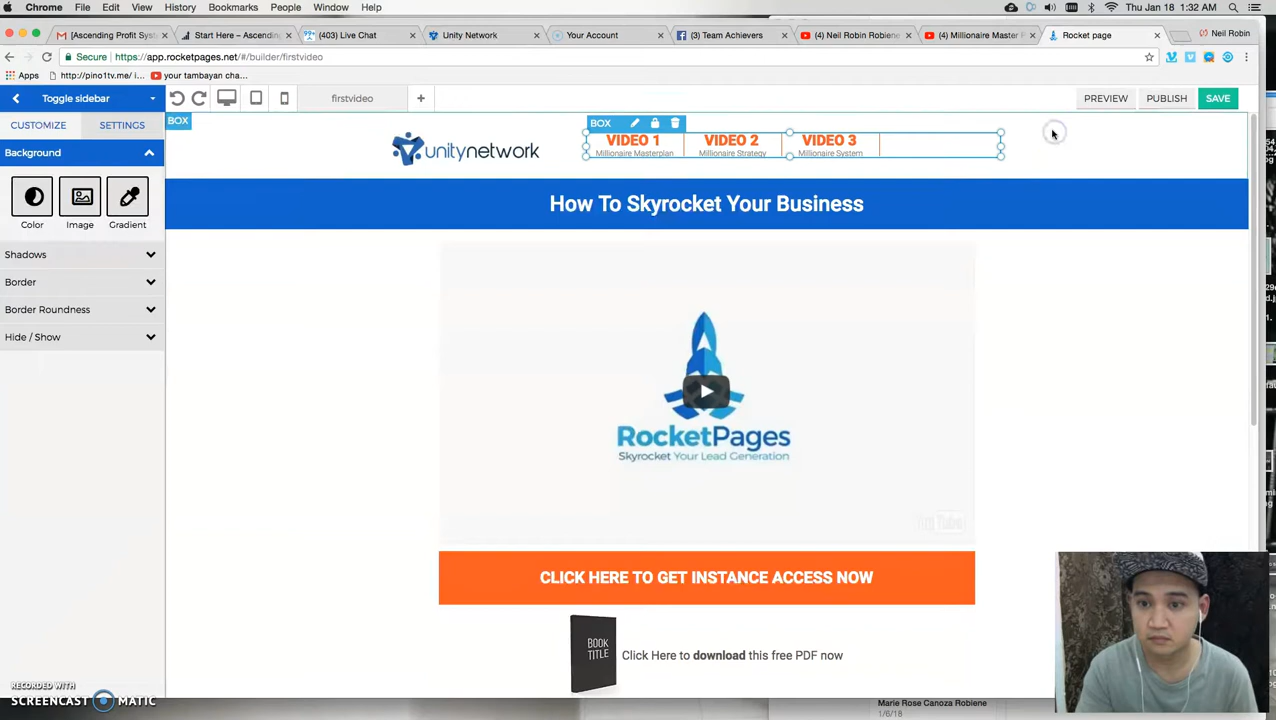 Chrome File Edit View History Bookmarks People Window Help Thu Jan 18 1:32 AM
[Ascending Profit Syste Start Here – Ascending (403) Live Chat Unity Network Your Account (3) Team Achievers (4) Neil Robin Robiene (4) Millionaire Master P Rocket page Neil Robin
Secure https://app.rocketpages.net/#/builder/firstvideo
Apps http://pino1tv.me/ i... your tambayan cha...
Toggle sidebar firstvideo + PREVIEW PUBLISH SAVE
CUSTOMIZE SETTINGS
BOX
BOX
VIDEO 1 VIDEO 2 VIDEO 3
Millionaire Masterplan Millionaire Strategy Millionaire System
unitynetwork
Background
Color Image Gradient
Shadows
Border
Border Roundness
Hide / Show
How To Skyrocket Your Business
RocketPages
Skyrocket Your Lead Generation
YouTube
CLICK HERE TO GET INSTANCE ACCESS NOW
BOOK
TITLE
Click Here to download this free PDF now
RECORDED WITH
SCREENCAST MATIC
Marie Rose Canoza Robiene
1/6/18